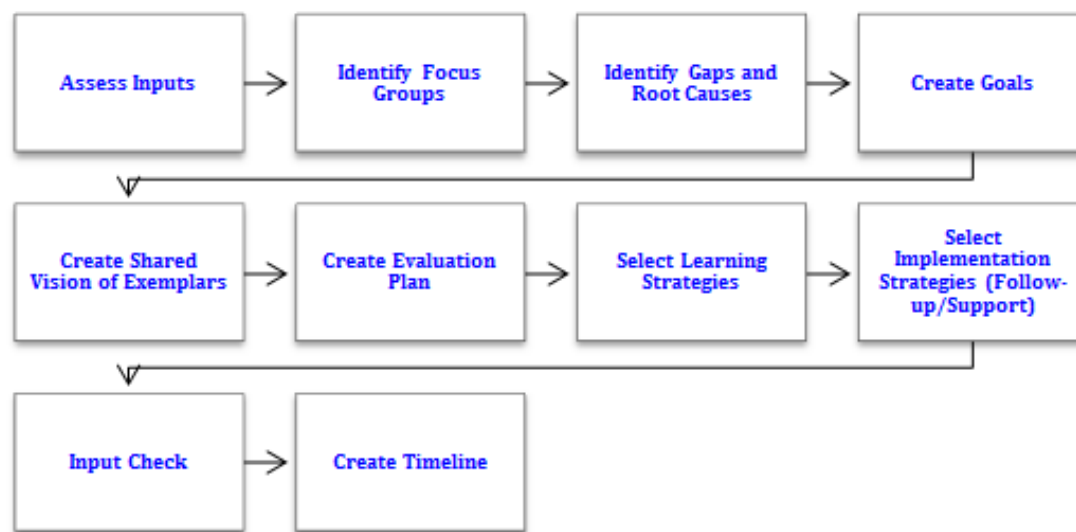 Assess Inputs
Identify Focus
Groups
Identify Gaps and
Root Causes
Create Goals
Create Shared
Vision of Exemplars
Create Evaluation
Plan
Select Learning
Strategies
Select
Implementation
Strategies (Follow-
up/Support)
Input Check
Create Timeline